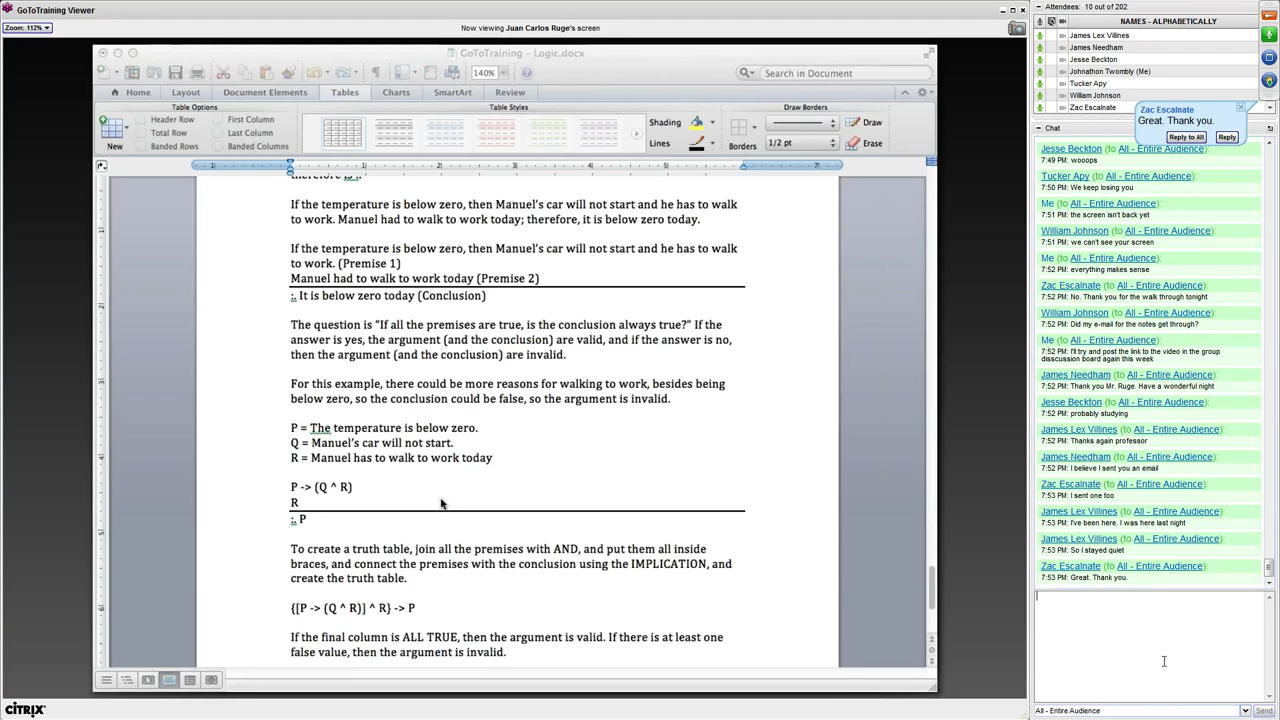 GoToTraining Viewer
Zoom: 112%
Now viewing Juan Carlos Ruge's screen
GoToTraining - Logic.docx
140%
Search in Document
Home
Layout
Document Elements
Tables
Charts
SmartArt
Review
Table Options
Table Styles
Draw Borders
New
Header Row
First Column
Total Row
Last Column
Banded Rows
Banded Columns
Shading
Lines
Borders
1/2 pt
Draw
Erase
therefore is :.
If the temperature is below zero, then Manuel's car will not start and he has to walk
to work. Manuel had to walk to work today; therefore, it is below zero today.
If the temperature is below zero, then Manuel's car will not start and he has to walk
to work. (Premise 1)
Manuel had to walk to work today (Premise 2)
:. It is below zero today (Conclusion)
The question is "If all the premises are true, is the conclusion always true?" If the
answer is yes, the argument (and the conclusion) are valid, and if the answer is no,
then the argument (and the conclusion) are invalid.
For this example, there could be more reasons for walking to work, besides being
below zero, so the conclusion could be false, so the argument is invalid.
P = The temperature is below zero.
Q = Manuel's car will not start.
R = Manuel has to walk to work today
P -> (Q ^ R)
R
:. P
To create a truth table, join all the premises with AND, and put them all inside
braces, and connect the premises with the conclusion using the IMPLICATION, and
create the truth table.
{[P -> (Q ^ R)] ^ R} -> P
If the final column is ALL TRUE, then the argument is valid. If there is at least one
false value, then the argument is invalid.
CITRIX
Attendees: 10 out of 202
NAMES - ALPHABETICALLY
James Lex Villines
James Needham
Jesse Beckton
Johnathon Twombly (Me)
Tucker Apy
William Johnson
Zac Escalnate
Zac Escalnate
Great. Thank you.
Reply to All
Reply
Chat
Jesse Beckton (to All - Entire Audience):
7:49 PM: wooops
Tucker Apy (to All - Entire Audience):
7:50 PM: We keep losing you
Me (to All - Entire Audience):
7:51 PM: the screen isn't back yet
William Johnson (to All - Entire Audience):
7:51 PM: we can't see your screen
Me (to All - Entire Audience):
7:52 PM: everything makes sense
Zac Escalnate (to All - Entire Audience):
7:52 PM: No. Thank you for the walk through tonight
William Johnson (to All - Entire Audience):
7:52 PM: Did my e-mail for the notes get through?
Me (to All - Entire Audience):
7:52 PM: I'll try and post the link to the video in the group
disscussion board again this week
James Needham (to All - Entire Audience):
7:52 PM: Thank you Mr. Ruge. Have a wonderful night
Jesse Beckton (to All - Entire Audience):
7:52 PM: probably studying
James Lex Villines (to All - Entire Audience):
7:52 PM: Thanks again professor
James Needham (to All - Entire Audience):
7:52 PM: I believe I sent you an email
Zac Escalnate (to All - Entire Audience):
7:53 PM: I sent one too
James Lex Villines (to All - Entire Audience):
7:53 PM: I've been here. I was here last night
James Lex Villines (to All - Entire Audience):
7:53 PM: So I stayed quiet
Zac Escalnate (to All - Entire Audience):
7:53 PM: Great. Thank you.
All - Entire Audience
Send